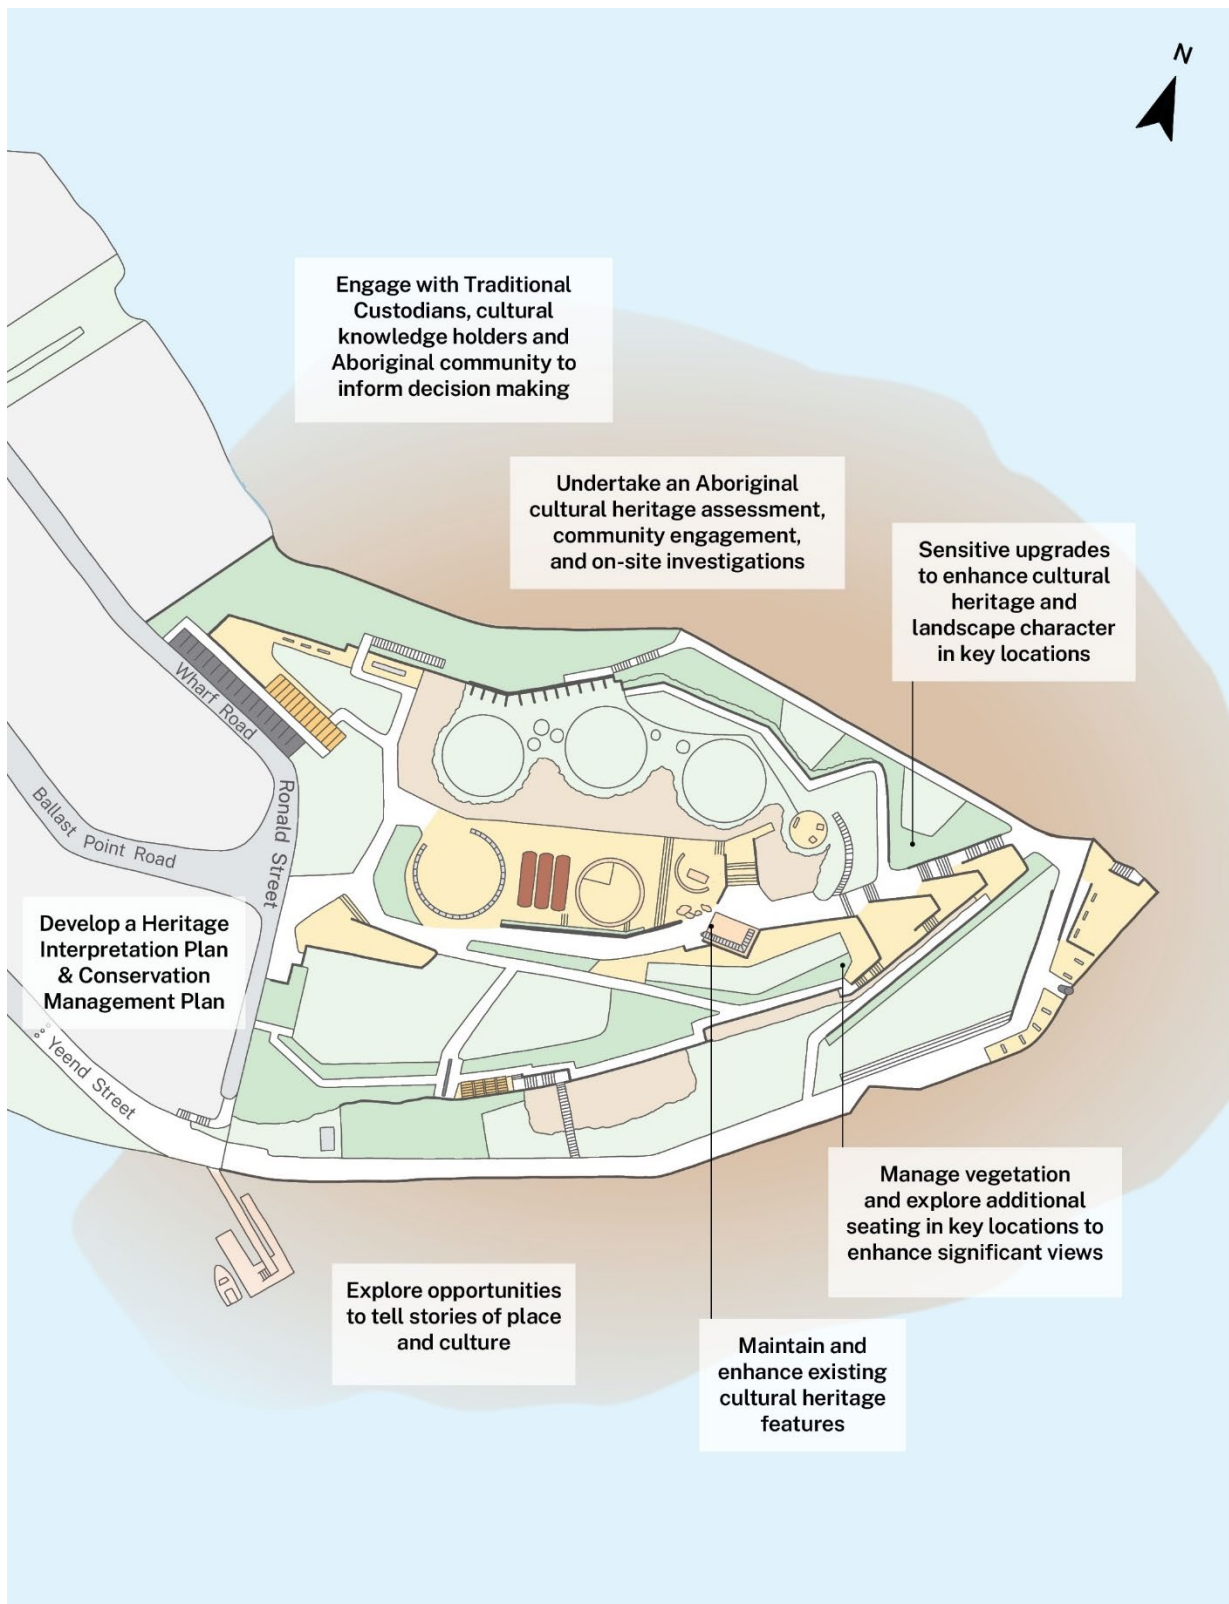 N
Engage with Traditional
Custodians, cultural
knowledge holders and
Aboriginal community to
inform decision making
Undertake an Aboriginal
cultural heritage assessment,
community engagement,
and on-site investigations
Sensitive upgrades
to enhance cultural
heritage and
landscape character
in key locations
Wharf Road
Ballast Point Road
Ronald Street
Develop a Heritage
Interpretation Plan
& Conservation
Management Plan
Yeend Street
Manage vegetation
and explore additional
seating in key locations to
enhance significant views
Explore opportunities
to tell stories of place
and culture
Maintain and
enhance existing
cultural heritage
features